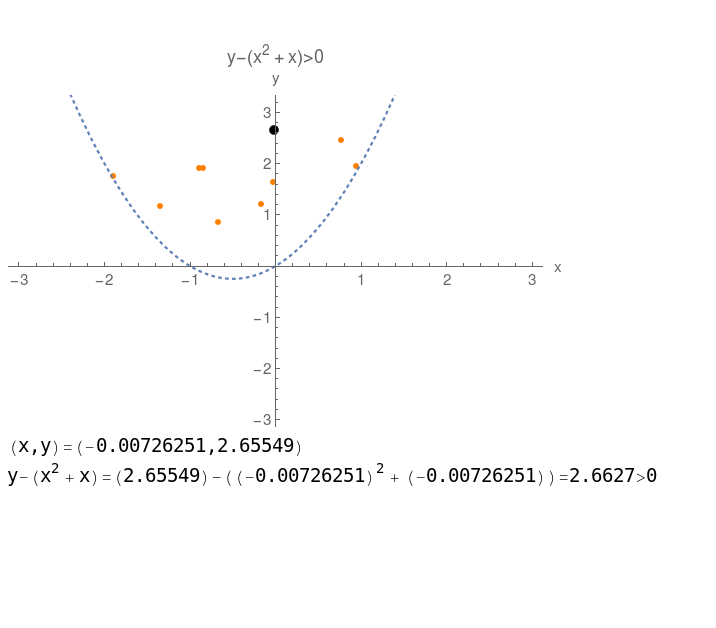 y−(x² + x)>0
y
3
2
1
−3 −2 −1 1 2 3 x
−1
−2
−3
(x,y)=(−0.00726251,2.65549)
y−(x²+x)=(2.65549)−((−0.00726251)²+(−0.00726251))=2.6627>0